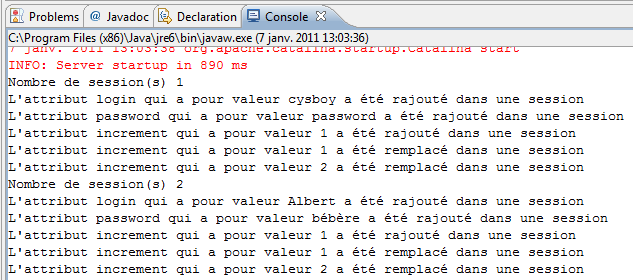 Problems @ Javadoc Declaration Console
C:\Program Files (x86)\Java\jre6\bin\javaw.exe (7 janv. 2011 13:03:36)
7 janv. 2011 13:03:38 org.apache.catalina.startup.Catalina start
INFO: Server startup in 890 ms
Nombre de session(s) 1
L'attribut login qui a pour valeur cysboy a été rajouté dans une session
L'attribut password qui a pour valeur password a été rajouté dans une session
L'attribut increment qui a pour valeur 1 a été rajouté dans une session
L'attribut increment qui a pour valeur 1 a été remplacé dans une session
L'attribut increment qui a pour valeur 2 a été remplacé dans une session
Nombre de session(s) 2
L'attribut login qui a pour valeur Albert a été rajouté dans une session
L'attribut password qui a pour valeur bébère a été rajouté dans une session
L'attribut increment qui a pour valeur 1 a été rajouté dans une session
L'attribut increment qui a pour valeur 1 a été remplacé dans une session
L'attribut increment qui a pour valeur 2 a été remplacé dans une session